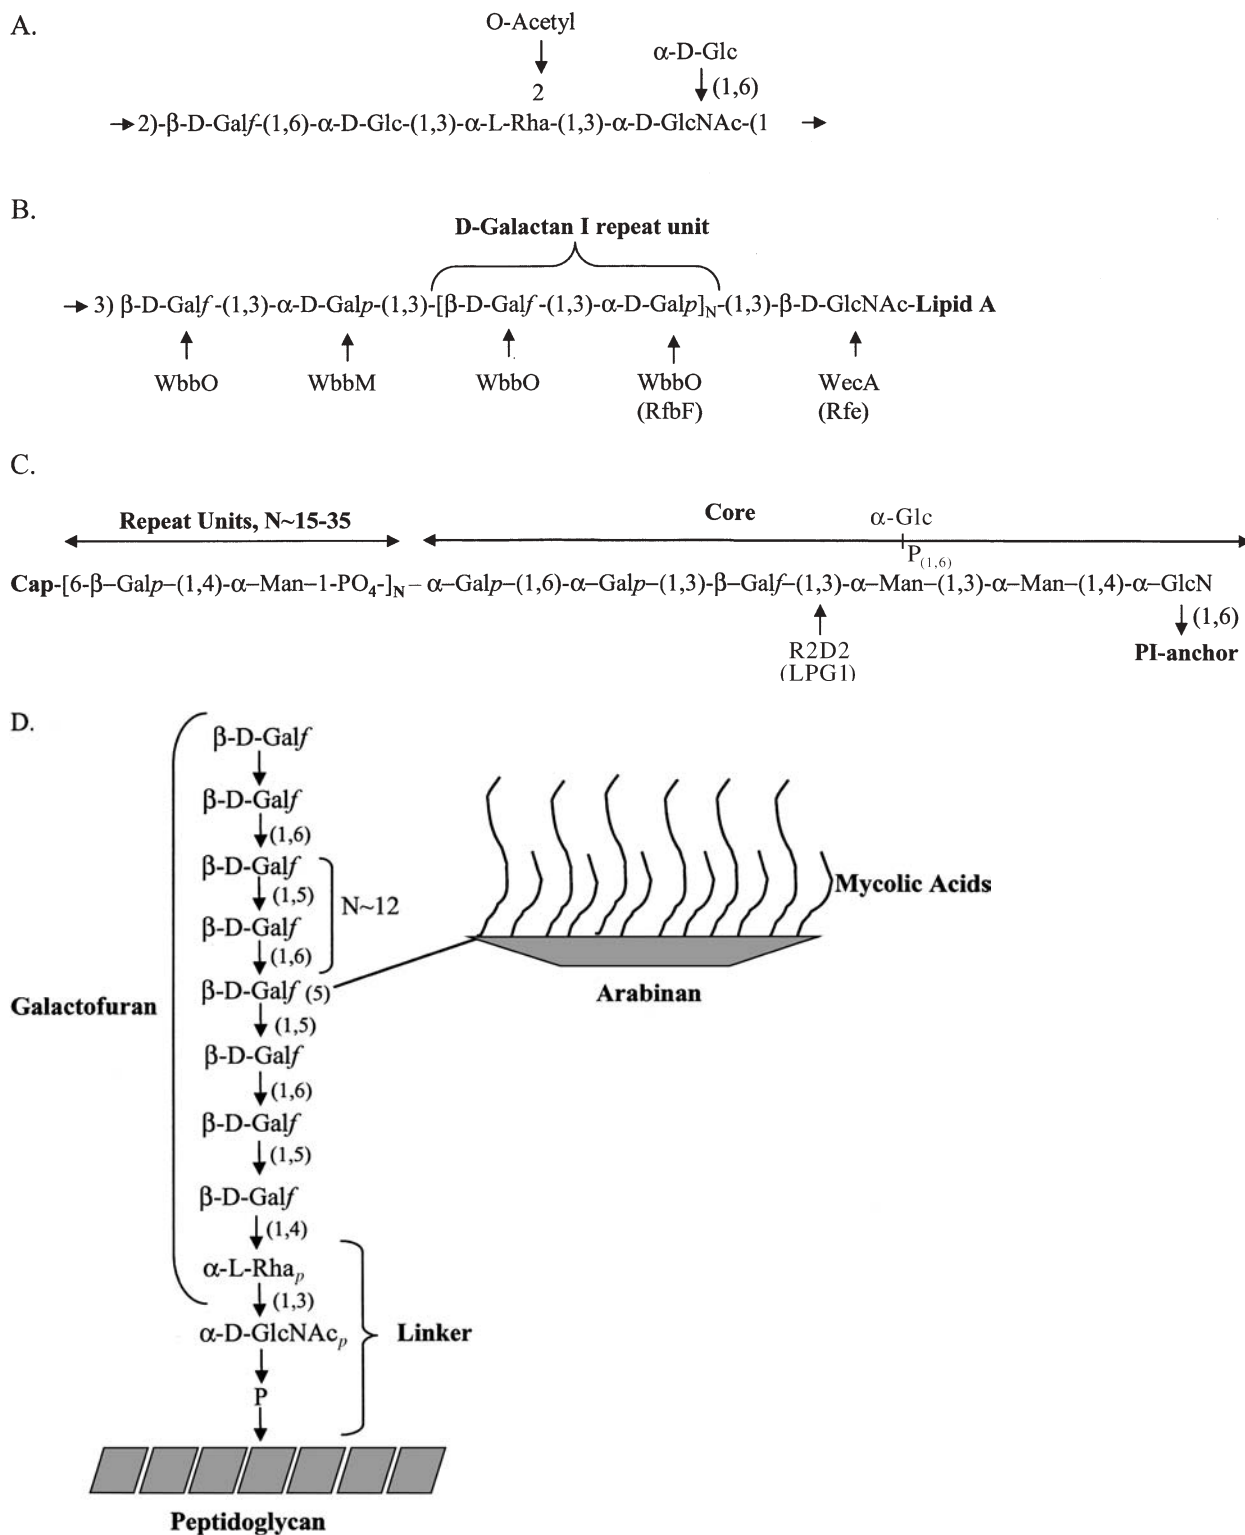 A.
O-Acetyl
α-D-Glc
2
(1,6)
→2)-β-D-Galf-(1,6)-α-D-Glc-(1,3)-α-L-Rha-(1,3)-α-D-GlcNAc-(1 →
B.
D-Galactan I repeat unit
→3) β-D-Galf -(1,3)-α-D-Galp-(1,3)-[β-D-Galf -(1,3)-α-D-Galp]N-(1,3)-β-D-GlcNAc-Lipid A
WbbO WbbM WbbO WbbO WecA
(RfbF) (Rfe)
C.
Repeat Units, N~15-35 Core α-Glc
P(1,6)
Cap-[6-β–Galp–(1,4)-α–Man–1-PO4-]N– α–Galp–(1,6)-α–Galp–(1,3)-β–Galf–(1,3)–α–Man–(1,3)-α–Man–(1,4)-α–GlcN
(1,6)
R2D2
(LPG1)
PI-anchor
D.
β-D-Galf
β-D-Galf
(1,6)
β-D-Galf
(1,5)
N~12
β-D-Galf
(1,6)
β-D-Galf (5)
(1,5)
β-D-Galf
(1,6)
β-D-Galf
(1,5)
β-D-Galf
(1,4)
α-L-Rhap
(1,3)
α-D-GlcNAcp
P
Galactofuran
Mycolic Acids
Arabinan
Linker
Peptidoglycan